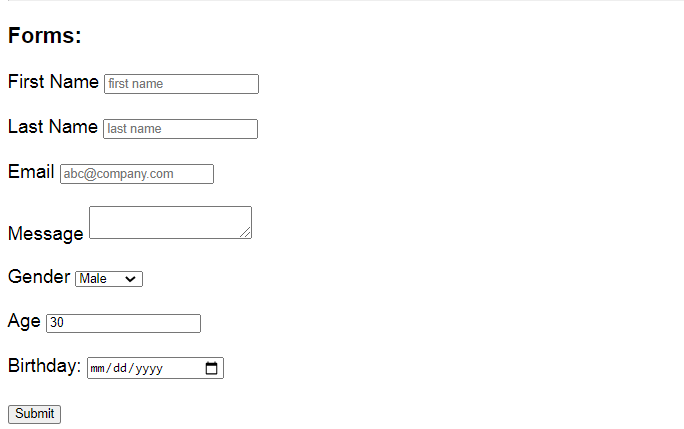 Forms:
First Name first name
Last Name last name
Email abc@company.com
Message
Gender Male
Age 30
Birthday: mm/dd/yyyy
Submit